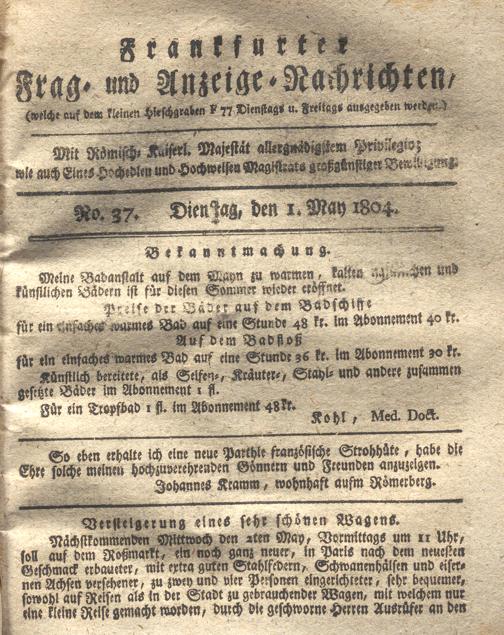 Frankfurter
Frag- und Anzeige-Nachrichten,
(welche auf dem kleinen Hirschgraben F 77 Dienstags u. Freitags ausgegeben werden.)
Mit Römisch-Kaiserl. Majestät allergnädigstem Privilegio;
wie auch Eines Hochedlen und Hochweisen Magistrats großgünstiger Bewilligung.
No. 37. Dienstag, den 1. May 1804.
Bekanntmachung.
Meine Badanstalt auf dem Mayn zu warmen, kalten und
künstlichen Bädern ist für diesen Sommer wieder eröfnet.
Preise der Bäder auf dem Badschiffe
für ein einfaches warmes Bad auf eine Stunde 48 kr. im Abonnement 40 kr.
Auf dem Badfloß
für ein einfaches warmes Bad auf eine Stunde 36 kr. im Abonnement 30 kr.
Künstlich bereitete, als Seifen-, Kräuter-, Stahl- und andere zusammen
gesetzte Bäder im Abonnement 1 fl.
Für ein Tropfbad 1 fl. im Abonnement 48 kr.
Kohl, Med. Doct.
So eben erhalte ich eine neue Parthie französische Strohhüte, habe die
Ehre solche meinen hochzuverehrenden Gönnern und Freunden anzuzeigen.
Johannes Kramm, wohnhaft aufm Römerberg.
Versteigerung eines sehr schönen Wagens.
Nächstkommenden Mittwoch den 2ten May, Vormittags um 11 Uhr,
soll auf dem Roßmarkt, ein noch ganz neuer, in Paris nach dem neuesten
Geschmack erbaueter, mit extra guten Stahlfedern, Schwanenhälsen und eiser-
nen Achsen versehener, zu zwey und vier Personen eingerichteter, sehr bequemer,
sowohl auf Reisen als in der Stadt zu gebrauchender Wagen, mit welchem nur
eine kleine Reise gemacht worden, durch die geschworne Herren Ausrüfer an den